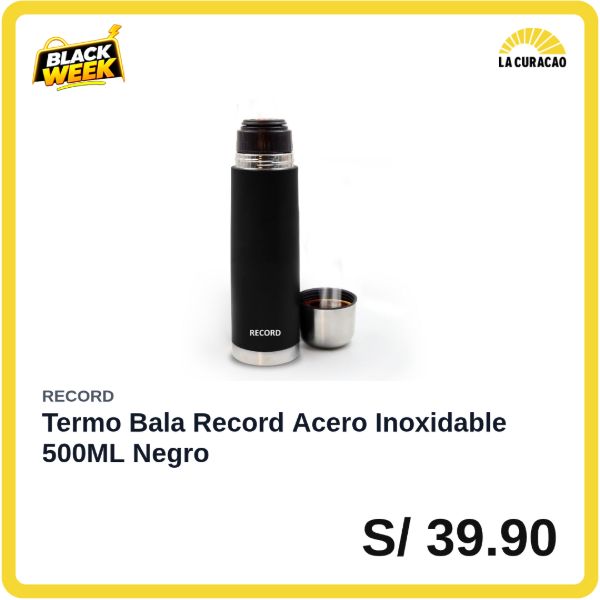 BLACK
WEEK
LA CURACAO
RECORD
RECORD
Termo Bala Record Acero Inoxidable
500ML Negro
S/ 39.90